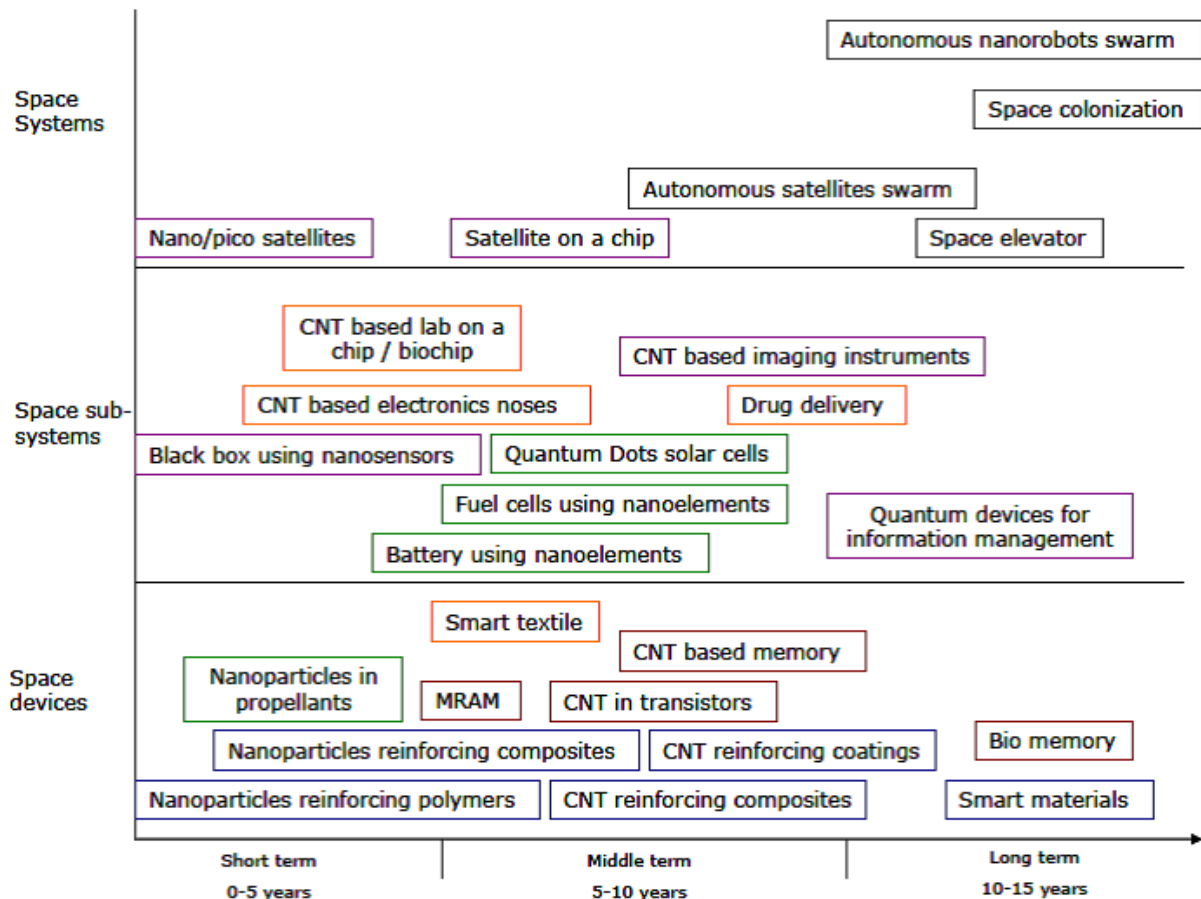 Autonomous nanorobots swarm
Space
Systems
Space colonization
Autonomous satellites swarm
Nano/pico satellites
Satellite on a chip
Space elevator
CNT based lab on a
chip / biochip
CNT based imaging instruments
Space sub-
systems
CNT based electronics noses
Drug delivery
Black box using nanosensors
Quantum Dots solar cells
Fuel cells using nanoelements
Quantum devices for
information management
Battery using nanoelements
Smart textile
CNT based memory
Space
devices
Nanoparticles in
propellants
MRAM
CNT in transistors
Nanoparticles reinforcing composites
CNT reinforcing coatings
Bio memory
Nanoparticles reinforcing polymers
CNT reinforcing composites
Smart materials
Short term
0-5 years
Middle term
5-10 years
Long term
10-15 years